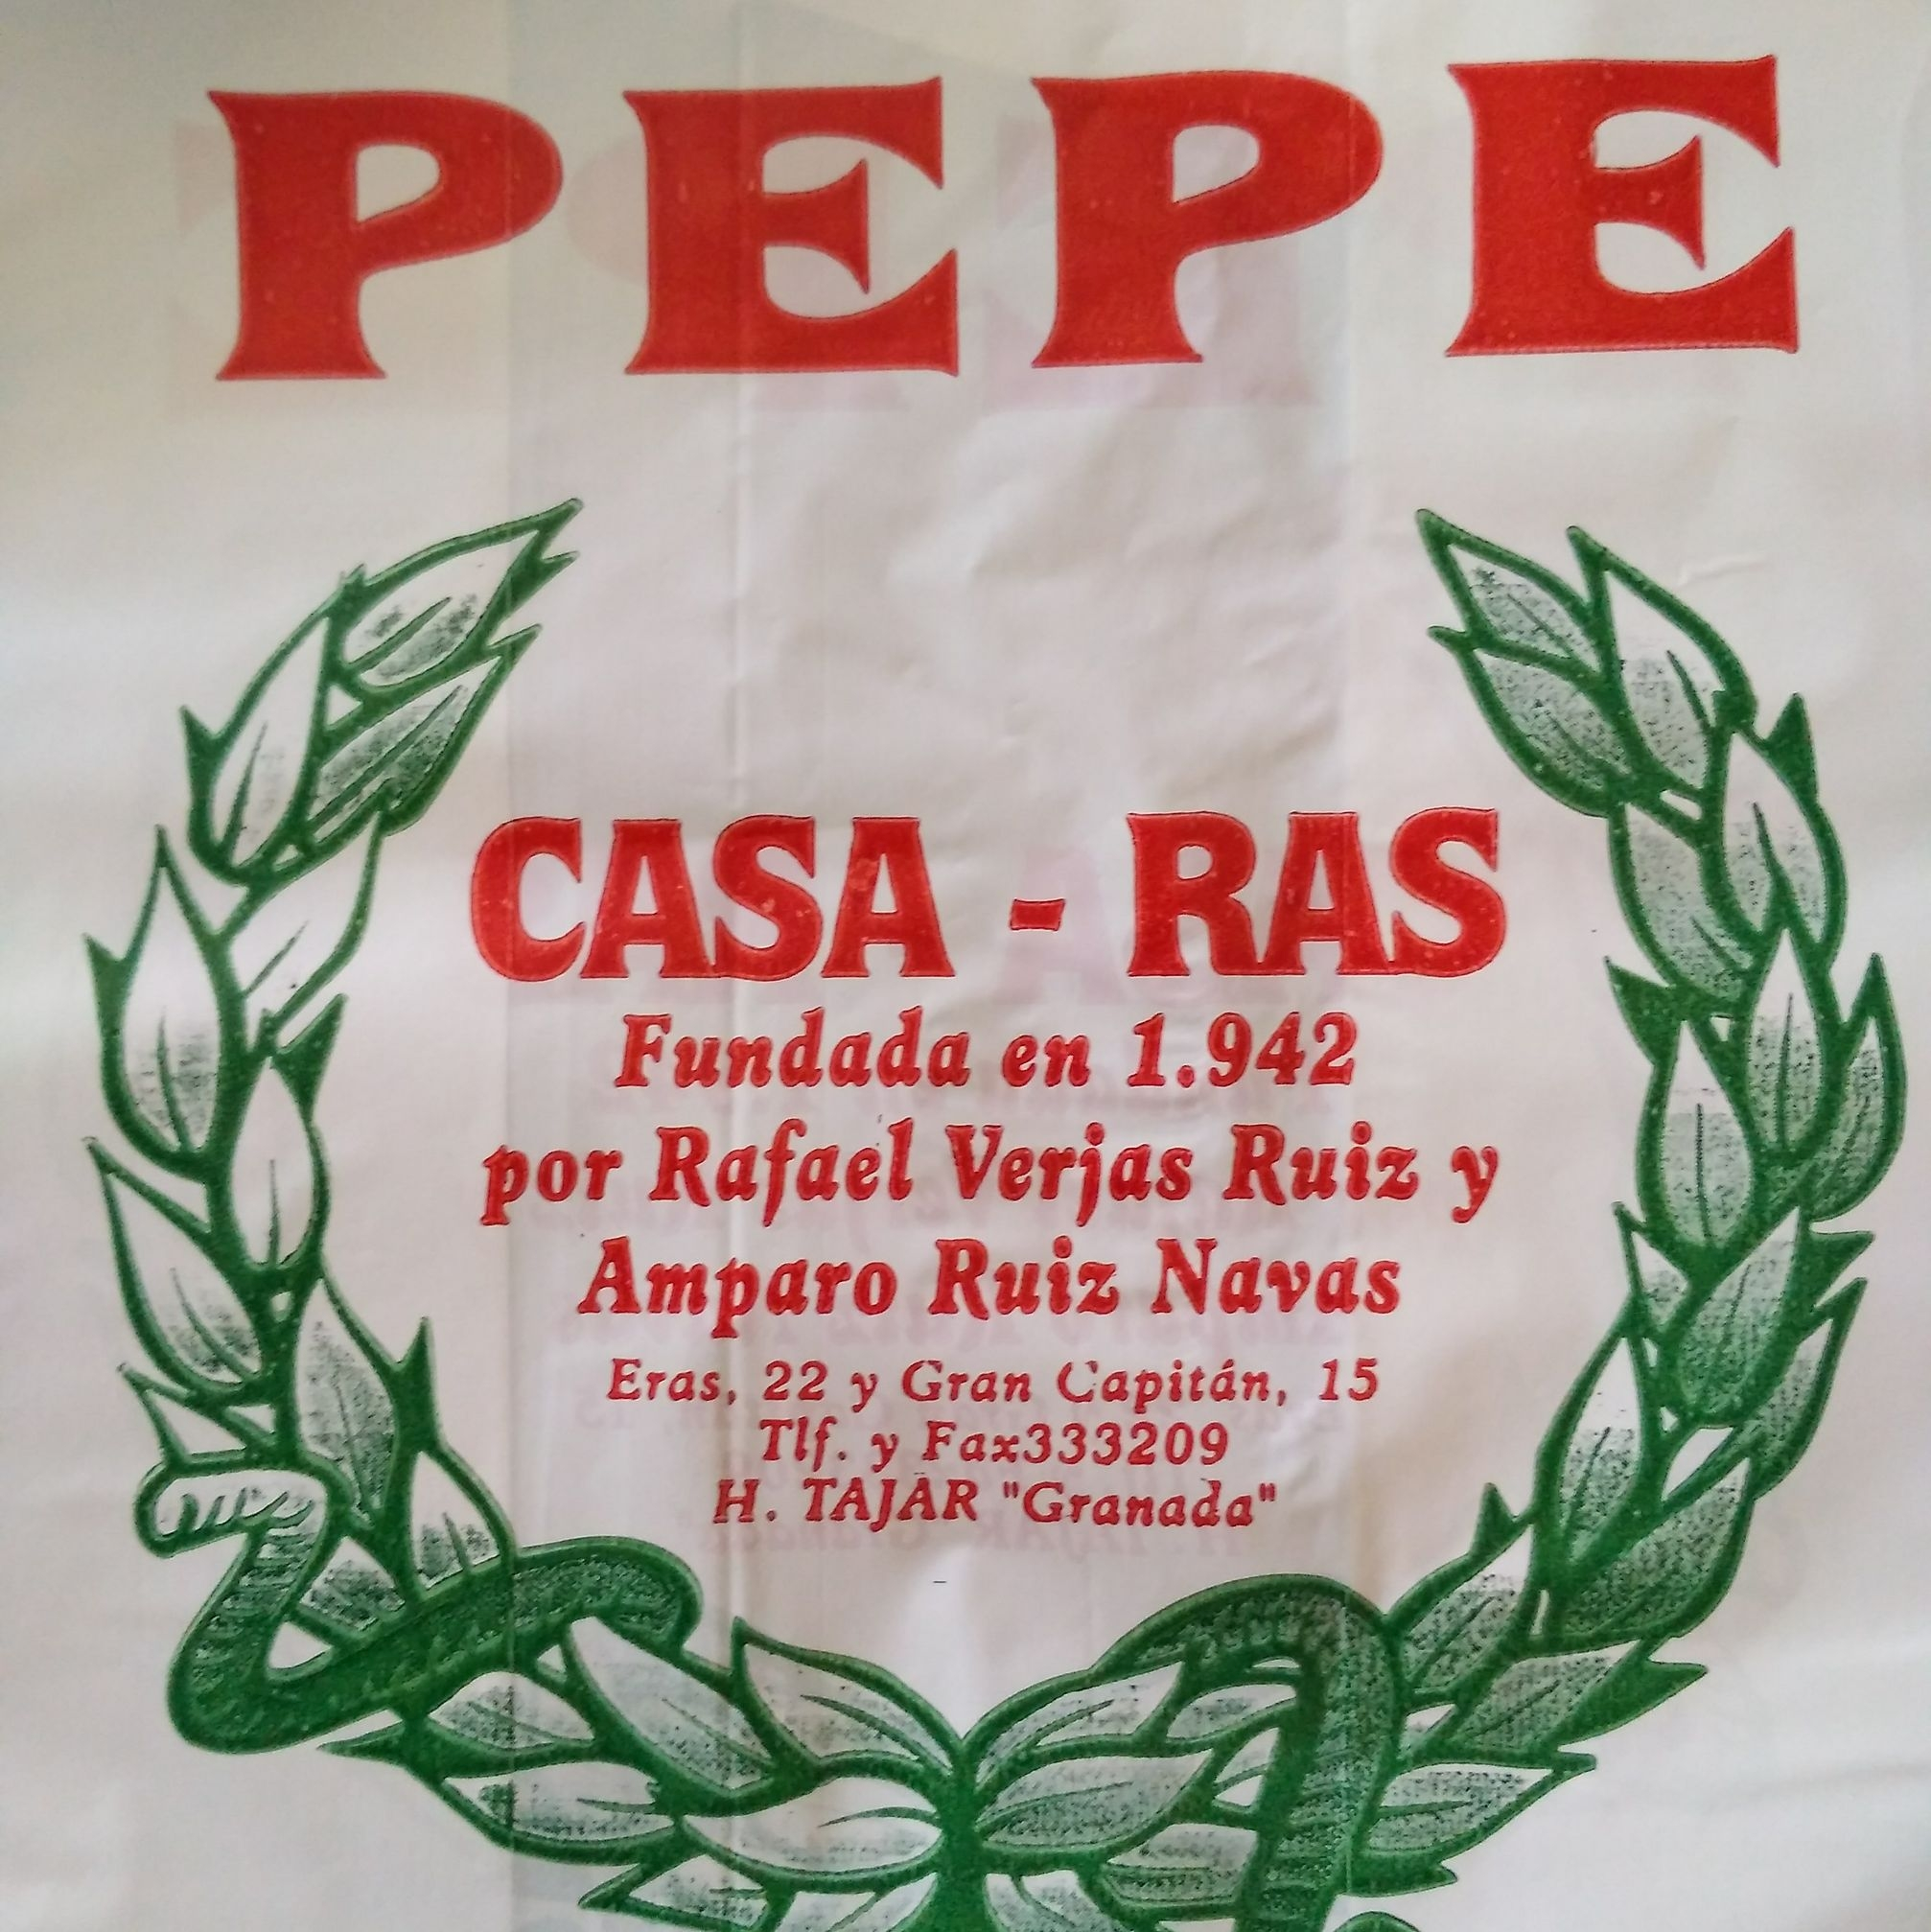 PEPE
CASA - RAS
Fundada en 1.942
por Rafael Verjas Ruiz y
Amparo Ruiz Navas
Eras, 22 y Gran Capitán, 15
Tlf. y Fax333209
H. TAJAR "Granada"